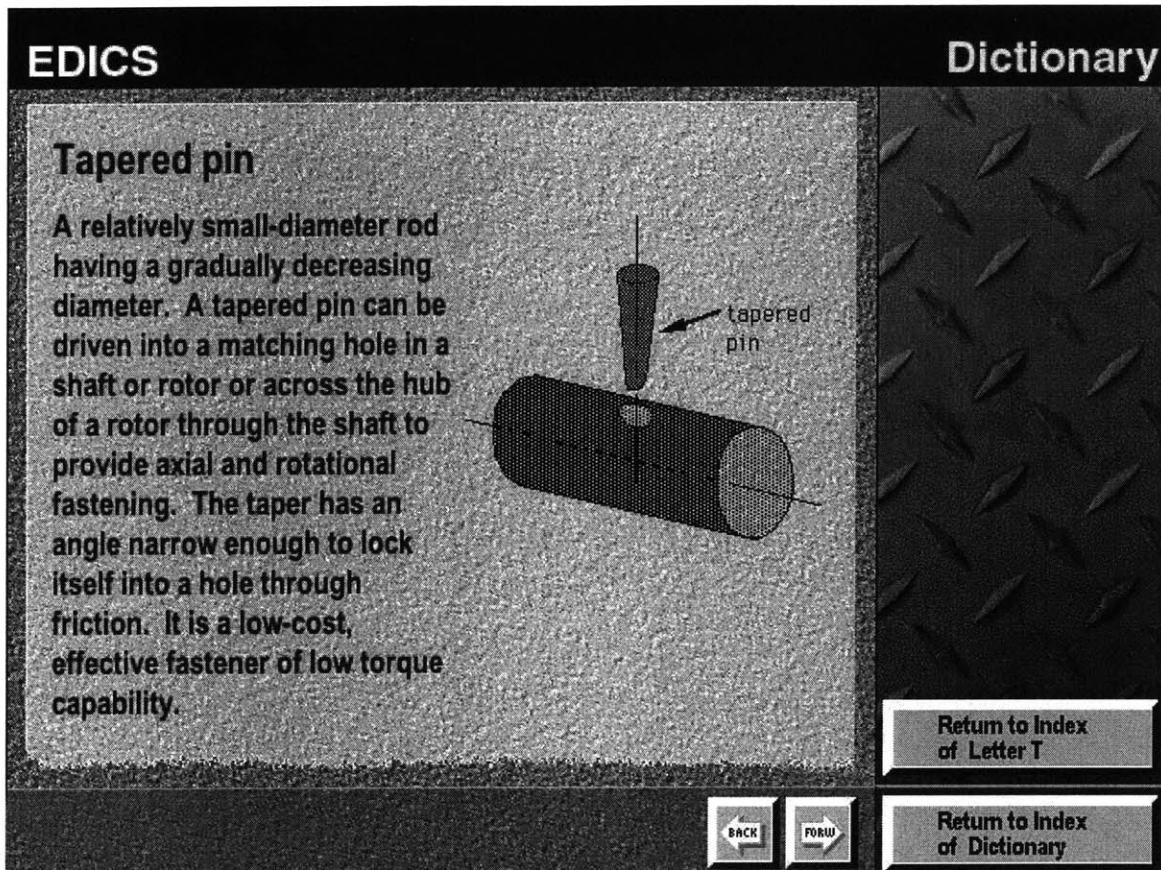 EDICS
Dictionary
Tapered pin
A relatively small-diameter rod
having a gradually decreasing
diameter. A tapered pin can be
driven into a matching hole in a
shaft or rotor or across the hub
of a rotor through the shaft to
provide axial and rotational
fastening. The taper has an
angle narrow enough to lock
itself into a hole through
friction. It is a low-cost,
effective fastener of low torque
capability.
tapered
pin
Return to Index
of Letter T
BACK
FORW
Return to Index
of Dictionary